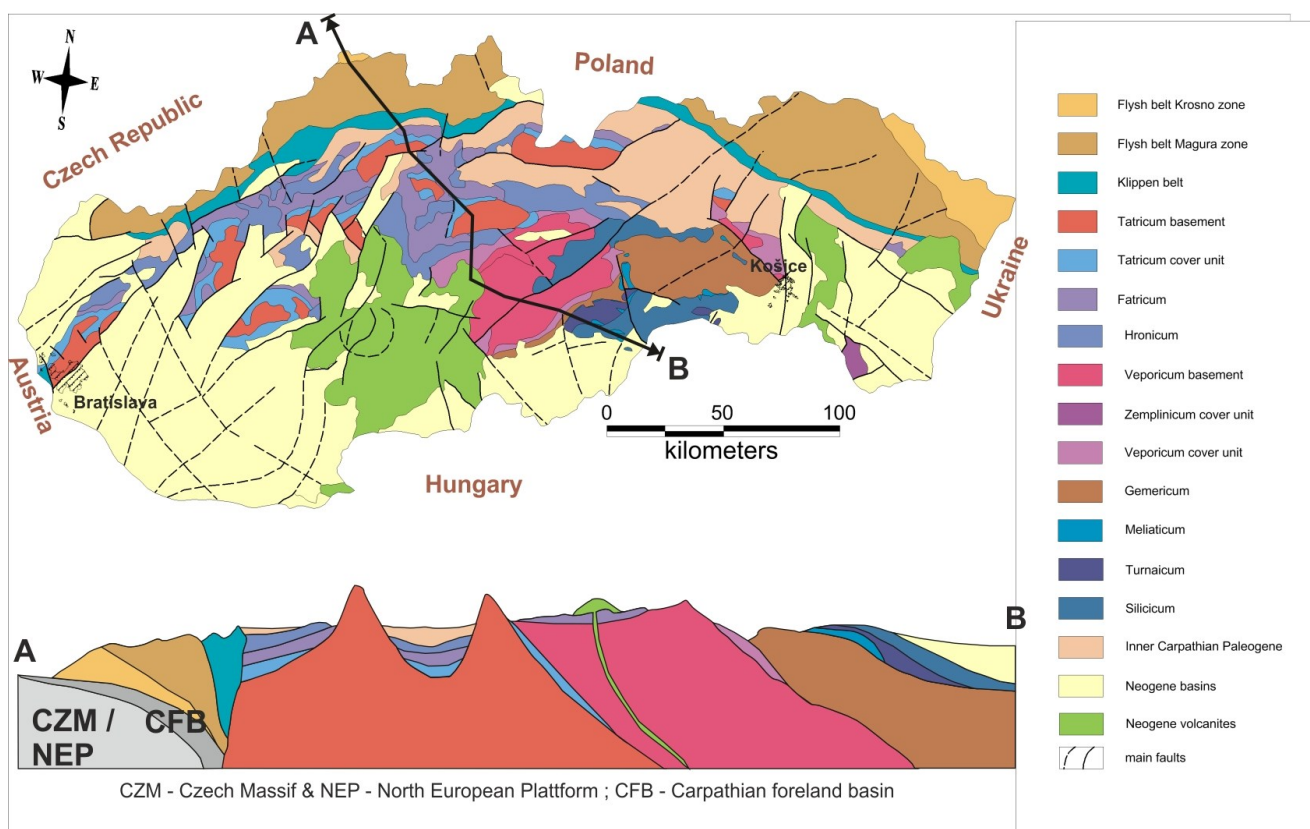 A
N
W
E
S
Poland
Czech Republic
Ukraine
Košice
Austria
Bratislava
B
0 50 100
kilometers
Hungary
Flysh belt Krosno zone
Flysh belt Magura zone
Klippen belt
Tatricum basement
Tatricum cover unit
Fatricum
Hronicum
Veporicum basement
Zemplinicum cover unit
Veporicum cover unit
Gemericum
Meliaticum
Turnaicum
Silicicum
Inner Carpathian Paleogene
Neogene basins
Neogene volcanites
main faults
A
B
CZM /
NEP
CFB
CZM - Czech Massif & NEP - North European Plattform ; CFB - Carpathian foreland basin